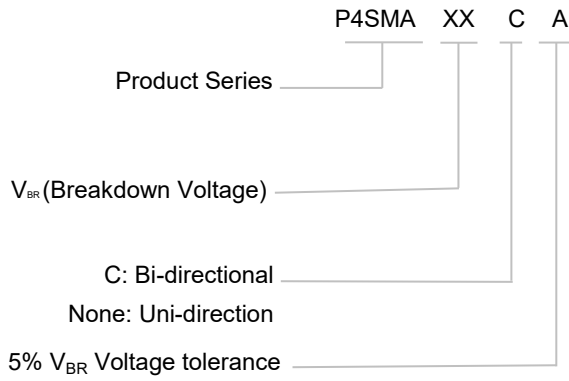 P4SMA XX C A
Product Series
VBR (Breakdown Voltage)
C: Bi-directional
None: Uni-direction
5% VBR Voltage tolerance